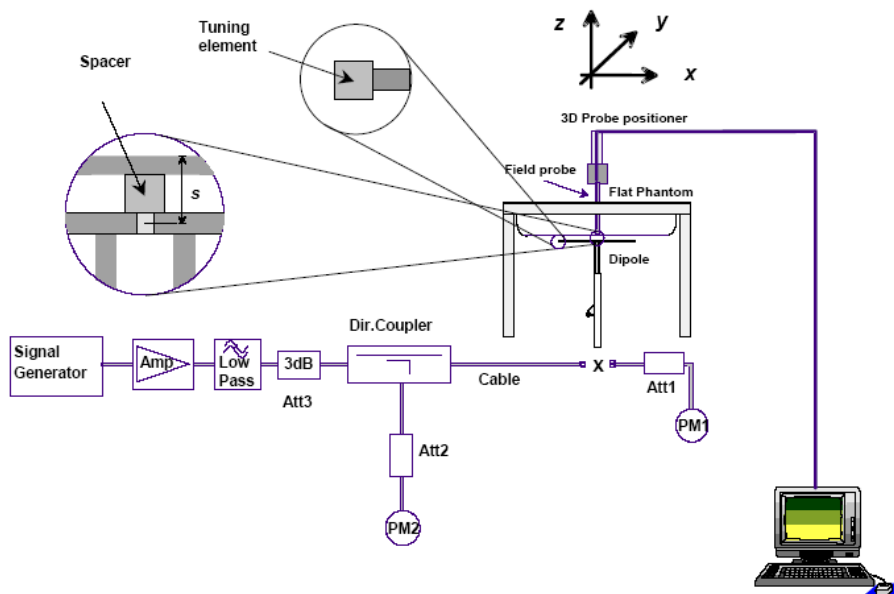 Tuning
element
Spacer
s
z
y
x
3D Probe positioner
Field probe
Flat Phantom
Dipole
Dir.Coupler
Signal
Generator
Amp
Low
Pass
3dB
Att3
Cable
X
Att1
PM1
Att2
PM2